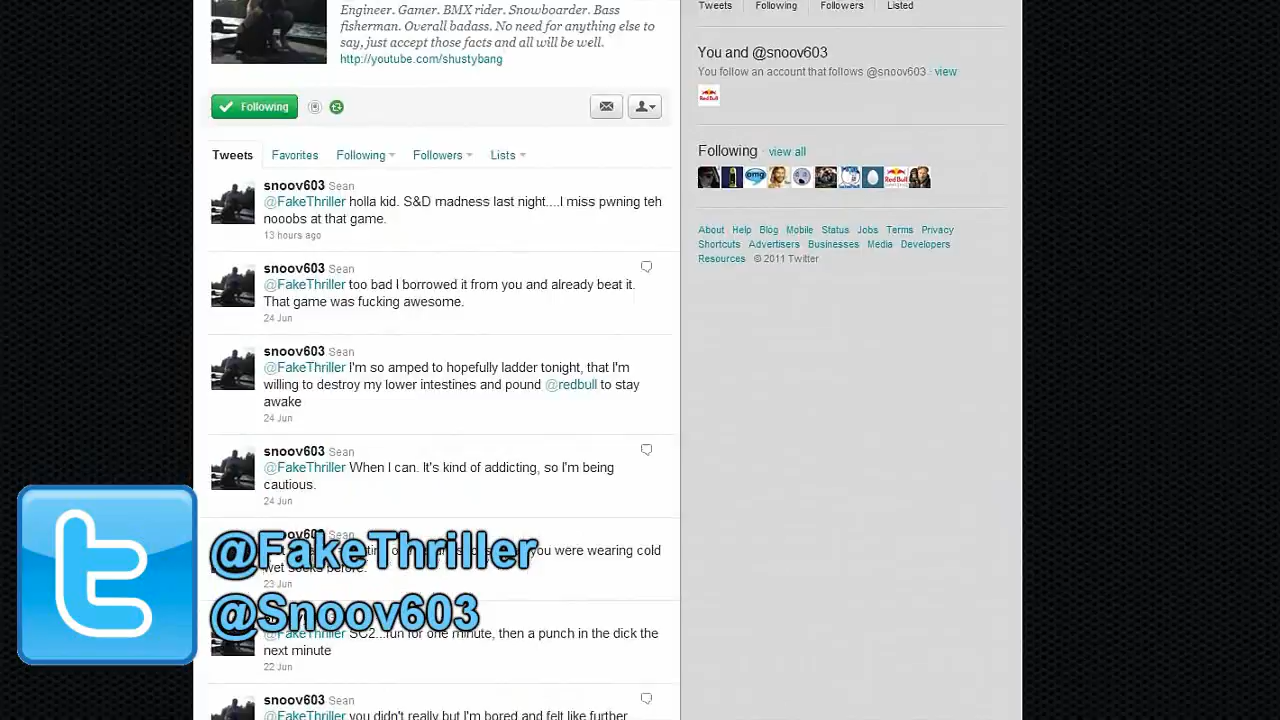 Engineer. Gamer. BMX rider. Snowboarder. Bass
fisherman. Overall badass. No need for anything else to
say, just accept those facts and all will be well.
http://youtube.com/shustybang
Following
Tweets Favorites Following Followers Lists
snoov603 Sean
@FakeThriller holla kid. S&D madness last night....I miss pwning teh
nooobs at that game.
13 hours ago
snoov603 Sean
@FakeThriller too bad I borrowed it from you and already beat it.
That game was fucking awesome.
24 Jun
snoov603 Sean
@FakeThriller I'm so amped to hopefully ladder tonight, that I'm
willing to destroy my lower intestines and pound @redbull to stay
awake
24 Jun
snoov603 Sean
@FakeThriller When I can. It's kind of addicting, so I'm being
cautious.
24 Jun
Sean
you were wearing cold
wet socks before.
23 Jun
@FakeThriller SC2...run for one minute, then a punch in the dick the
next minute
22 Jun
snoov603 Sean
@FakeThriller you didn't really but I'm bored and felt like further
@FakeThriller
@Snoov603
Tweets Following Followers Listed
You and @snoov603
You follow an account that follows @snoov603 · view
Red Bull
Following · view all
omg
Red Bull
About Help Blog Mobile Status Jobs Terms Privacy
Shortcuts Advertisers Businesses Media Developers
Resources © 2011 Twitter